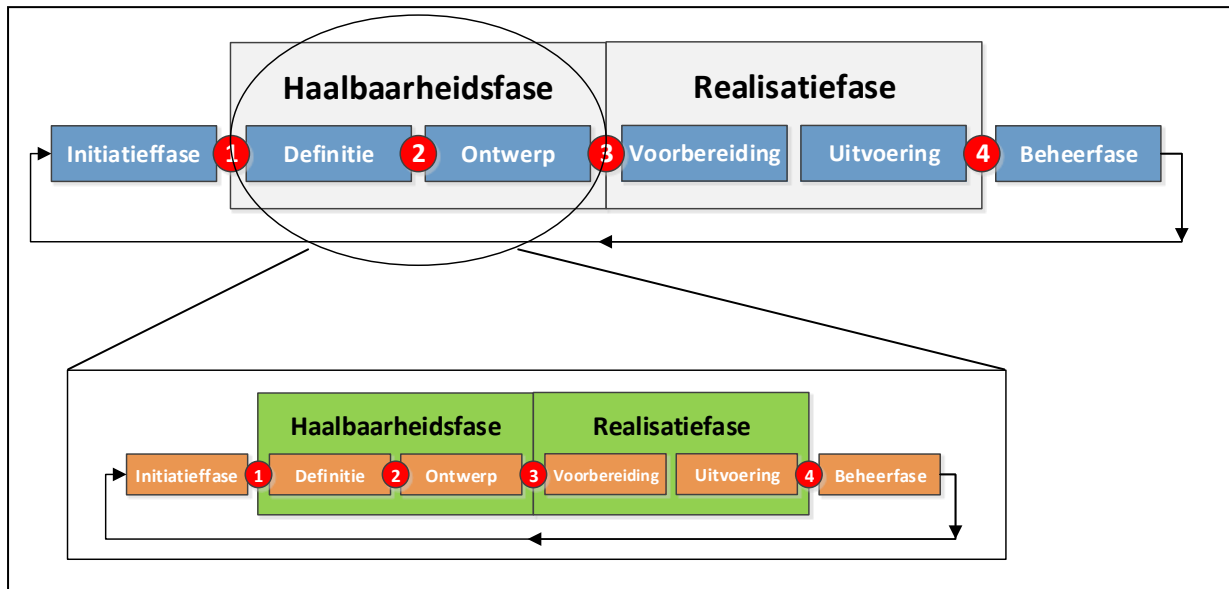 Haalbaarheidsfase Realisatiefase
Initiatieffase 1 Definitie 2 Ontwerp 3 Voorbereiding Uitvoering 4 Beheerfase
Haalbaarheidsfase Realisatiefase
Initiatieffase 1 Definitie 2 Ontwerp 3 Voorbereiding Uitvoering 4 Beheerfase